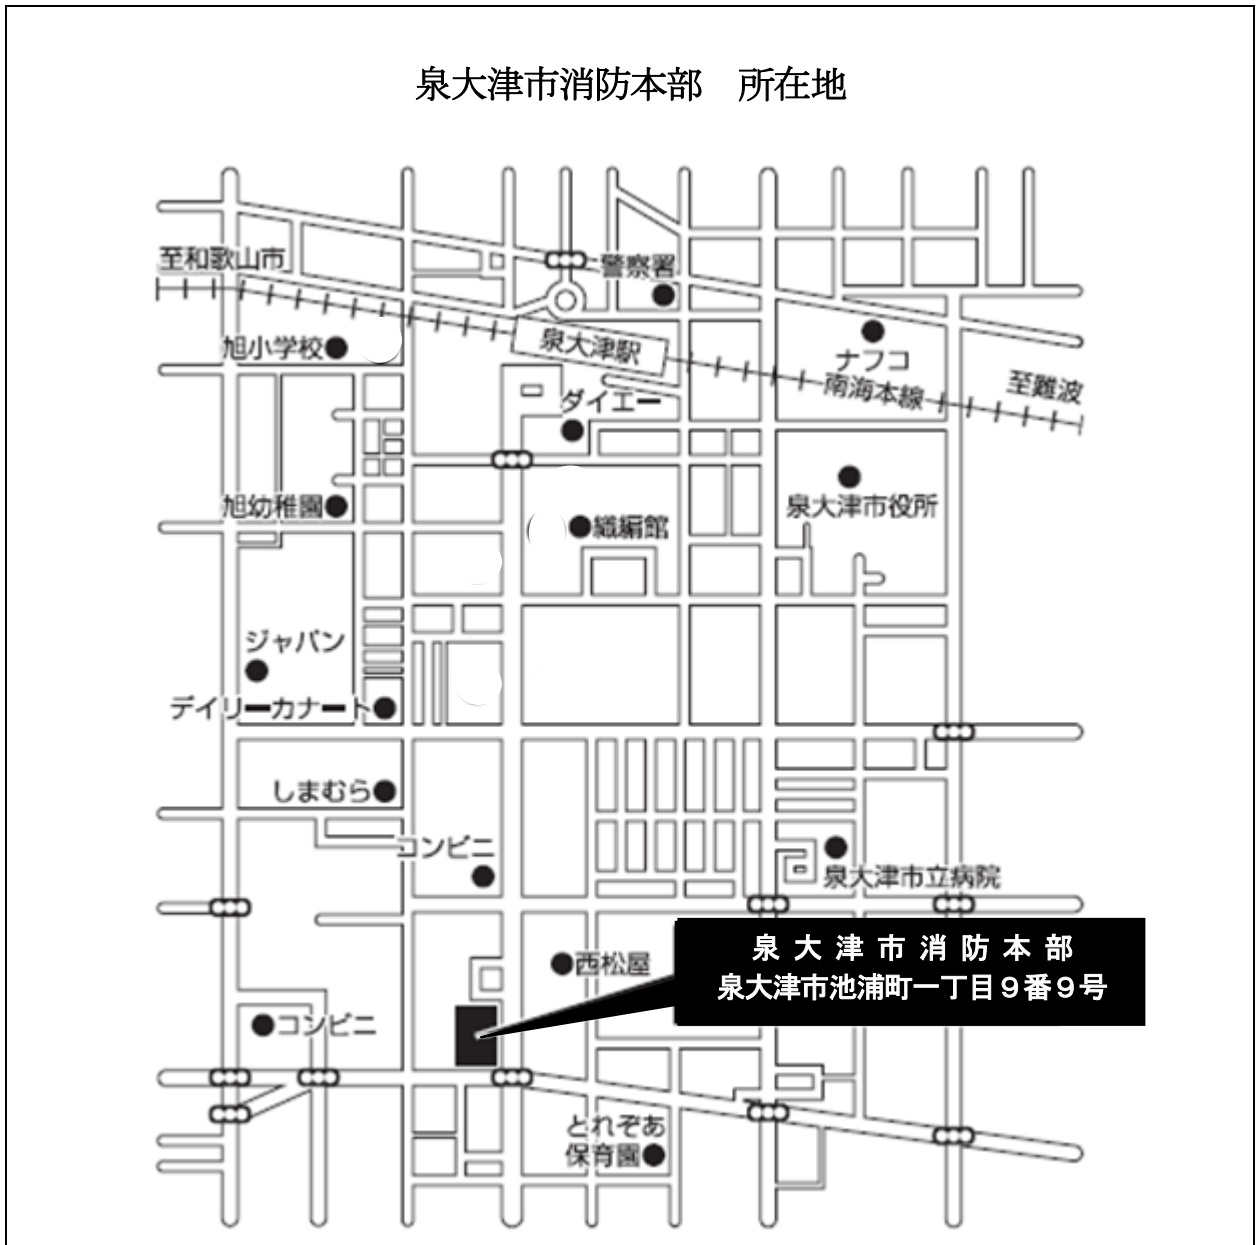 泉大津市消防本部　所在地
至和歌山市
警察署
旭小学校
泉大津駅
ナフコ
南海本線
至難波
ダイエー
泉大津市役所
旭幼稚園
織編館
ジャパン
デイリーカナート
しまむら
コンビニ
泉大津市立病院
泉大津市消防本部
泉大津市池浦町一丁目９番９号
西松屋
コンビニ
とれぞあ
保育園